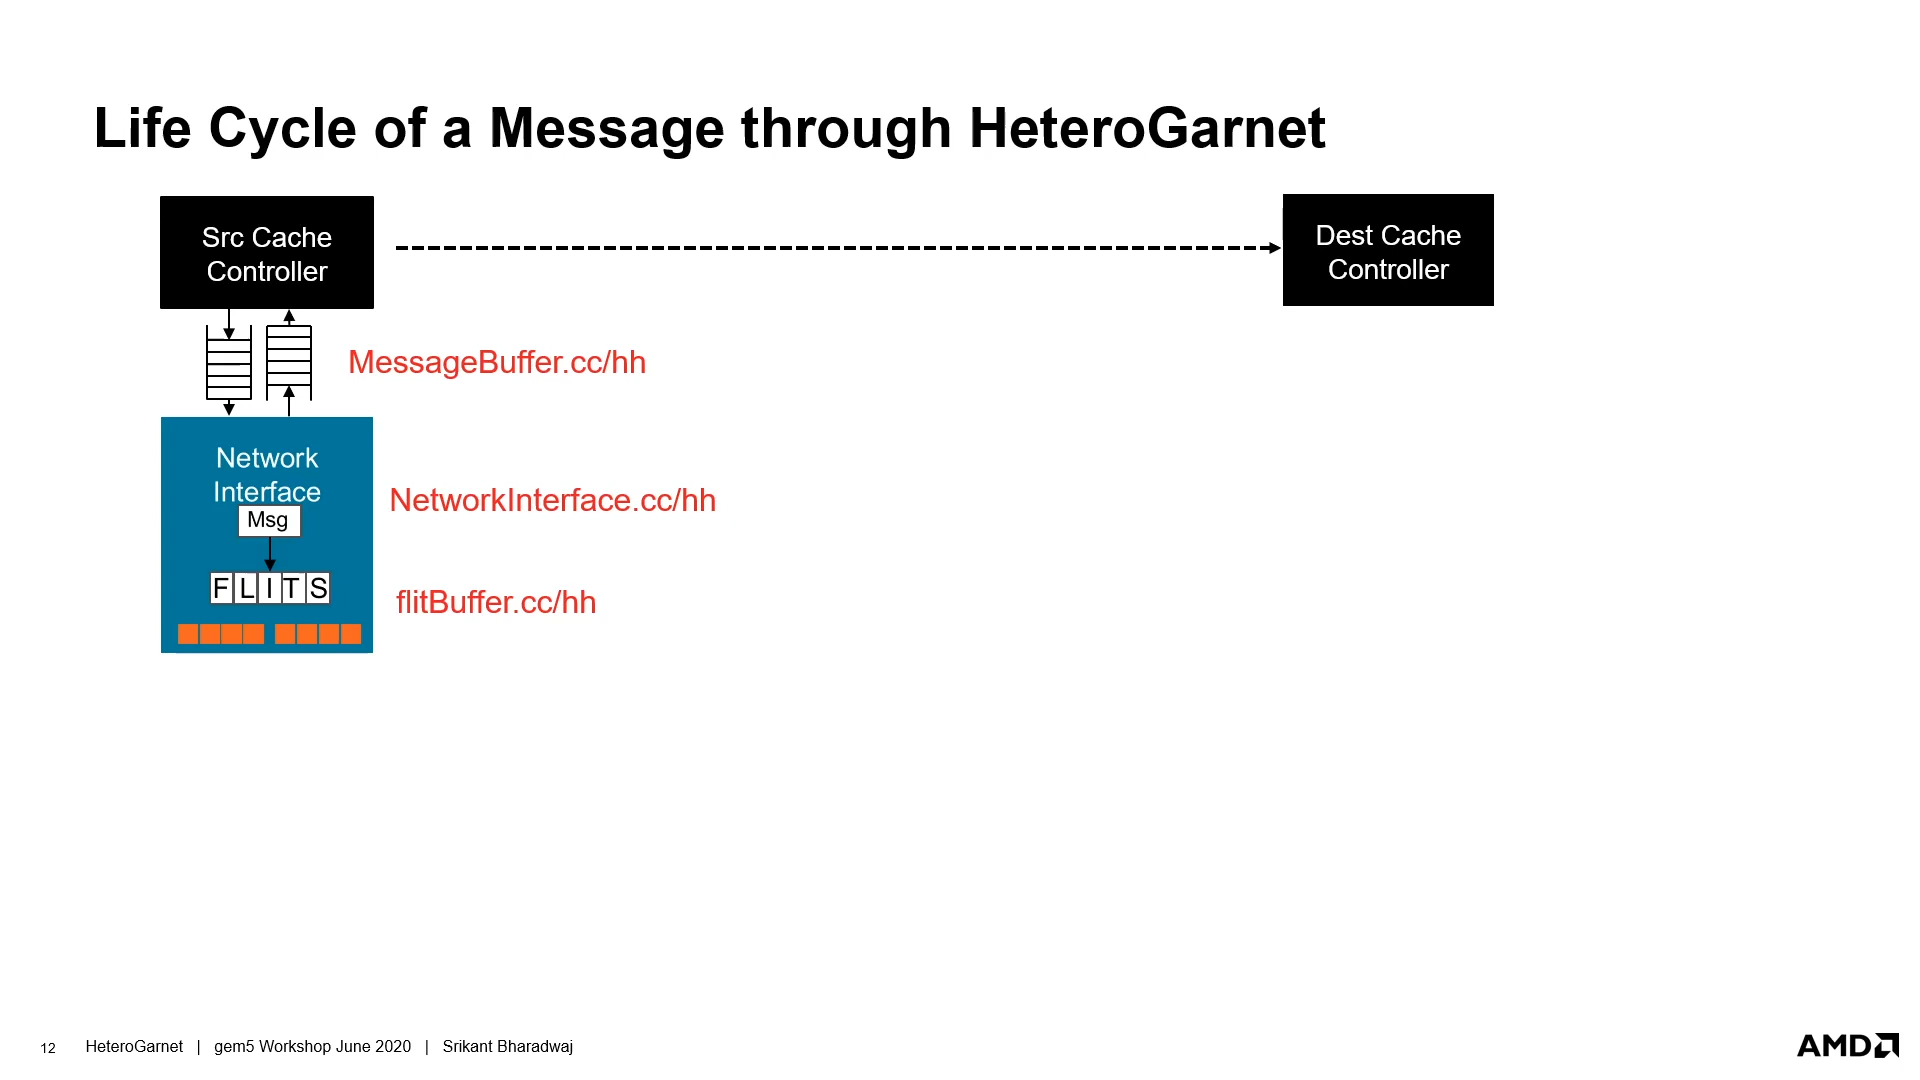 Life Cycle of a Message through HeteroGarnet
Src Cache
Controller
Dest Cache
Controller
MessageBuffer.cc/hh
Network
Interface
NetworkInterface.cc/hh
Msg
FLITS
flitBuffer.cc/hh
12 HeteroGarnet | gem5 Workshop June 2020 | Srikant Bharadwaj
AMD